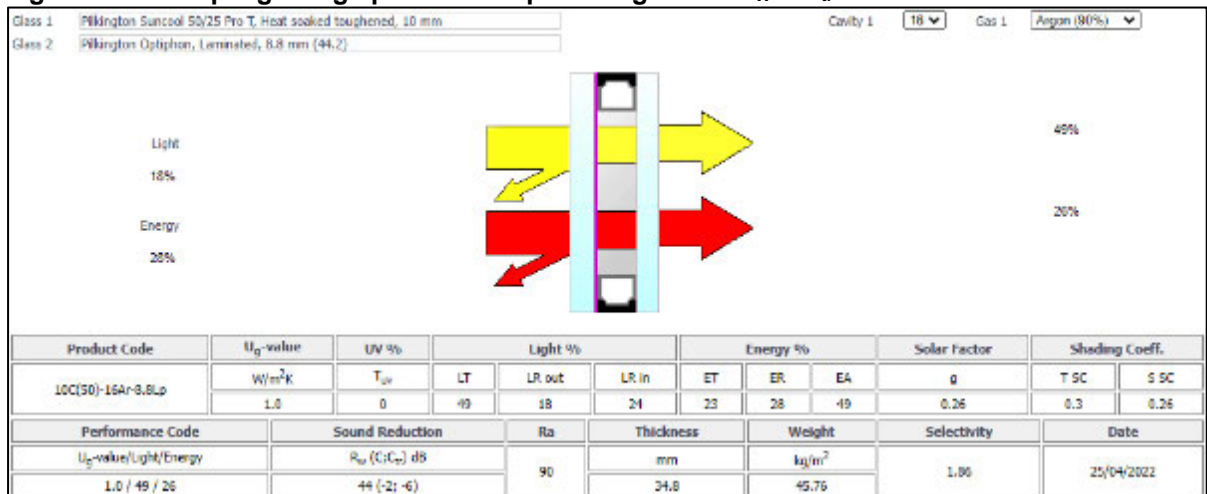 Glass 1 Pilkington Suncool 50/25 Pro T, Heat soaked toughened, 10 mm Cavity 1 16 Gas 1 Argon (90%)
Glass 2 Pilkington Optiphon, Laminated, 8.8 mm (44.2)
49%
Light
18%
26%
Energy
28%
Product Code Ug-value UV % Light % Energy % Solar Factor Shading Coeff.
10C(50)-16Ar-8.8Lp W/m²K Tuv LT LR out LR in ET ER EA g T SC S SC
1.0 0 49 18 24 23 28 49 0.26 0.3 0.26
Performance Code Sound Reduction Ra Thickness Weight Selectivity Date
Ug-value/Light/Energy Rw (C;Ctr) dB 90 mm kg/m² 1.86 25/04/2022
1.0 / 49 / 26 44 (-2; -6) 34.8 45.76